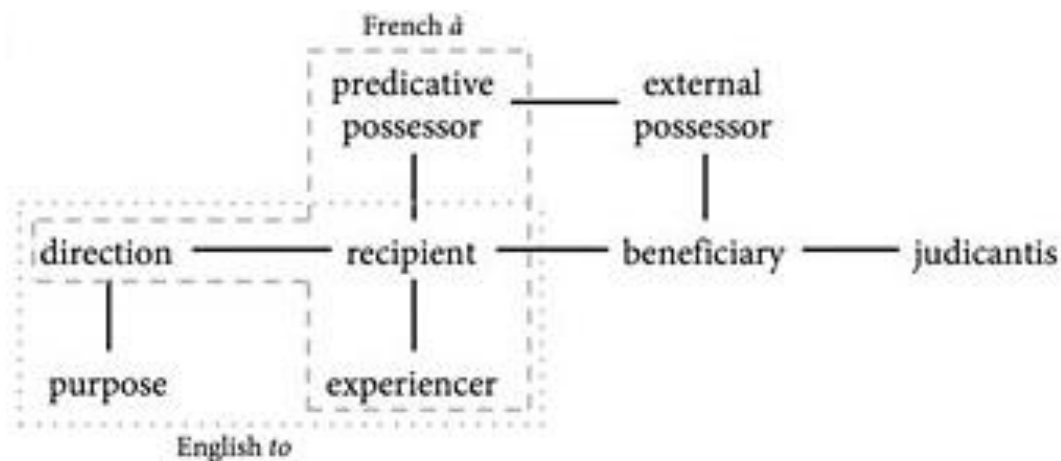 French à
predicative
possessor
external
possessor
direction
recipient
beneficiary
judicantis
purpose
experiencer
English to